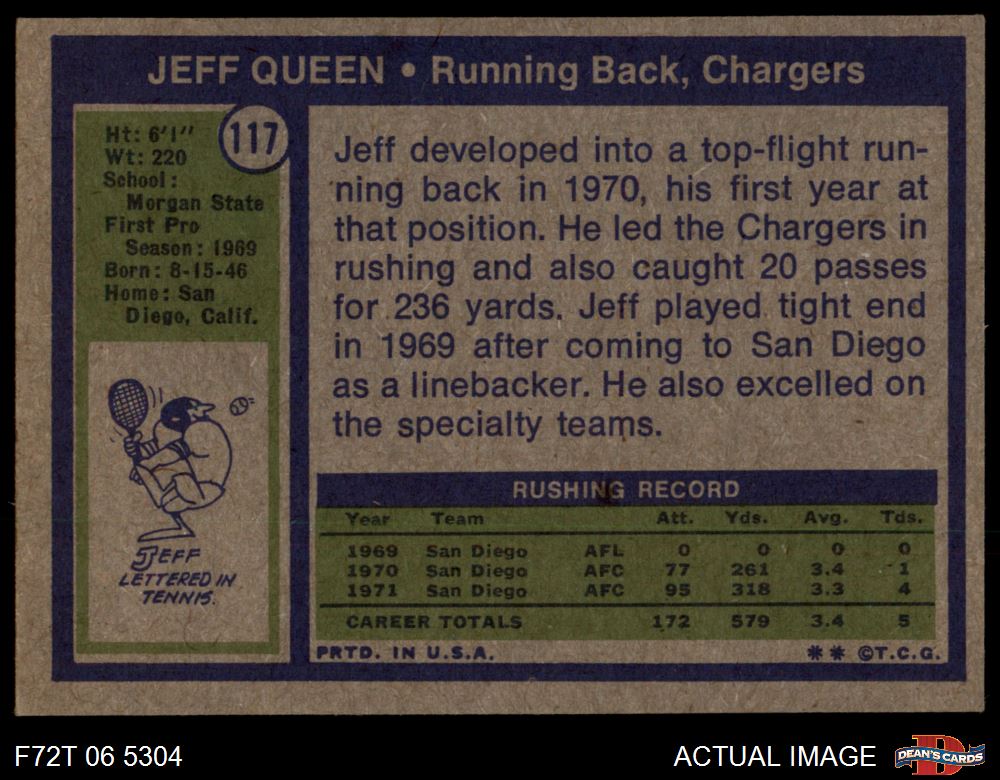 JEFF QUEEN • Running Back, Chargers
117
Ht: 6'1"
Wt: 220
School:
Morgan State
First Pro
Season: 1969
Born: 8-15-46
Home: San
Diego, Calif.
JEFF
LETTERED IN
TENNIS.
Jeff developed into a top-flight run-
ning back in 1970, his first year at
that position. He led the Chargers in
rushing and also caught 20 passes
for 236 yards. Jeff played tight end
in 1969 after coming to San Diego
as a linebacker. He also excelled on
the specialty teams.
RUSHING RECORD
Year Team Att. Yds. Avg. Tds.
1969 San Diego AFL 0 0 0 0
1970 San Diego AFC 77 261 3.4 1
1971 San Diego AFC 95 318 3.3 4
CAREER TOTALS 172 579 3.4 5
PRTD. IN U.S.A. ** ©T.C.G.
F72T 06 5304
ACTUAL IMAGE
DEAN'S CARDS